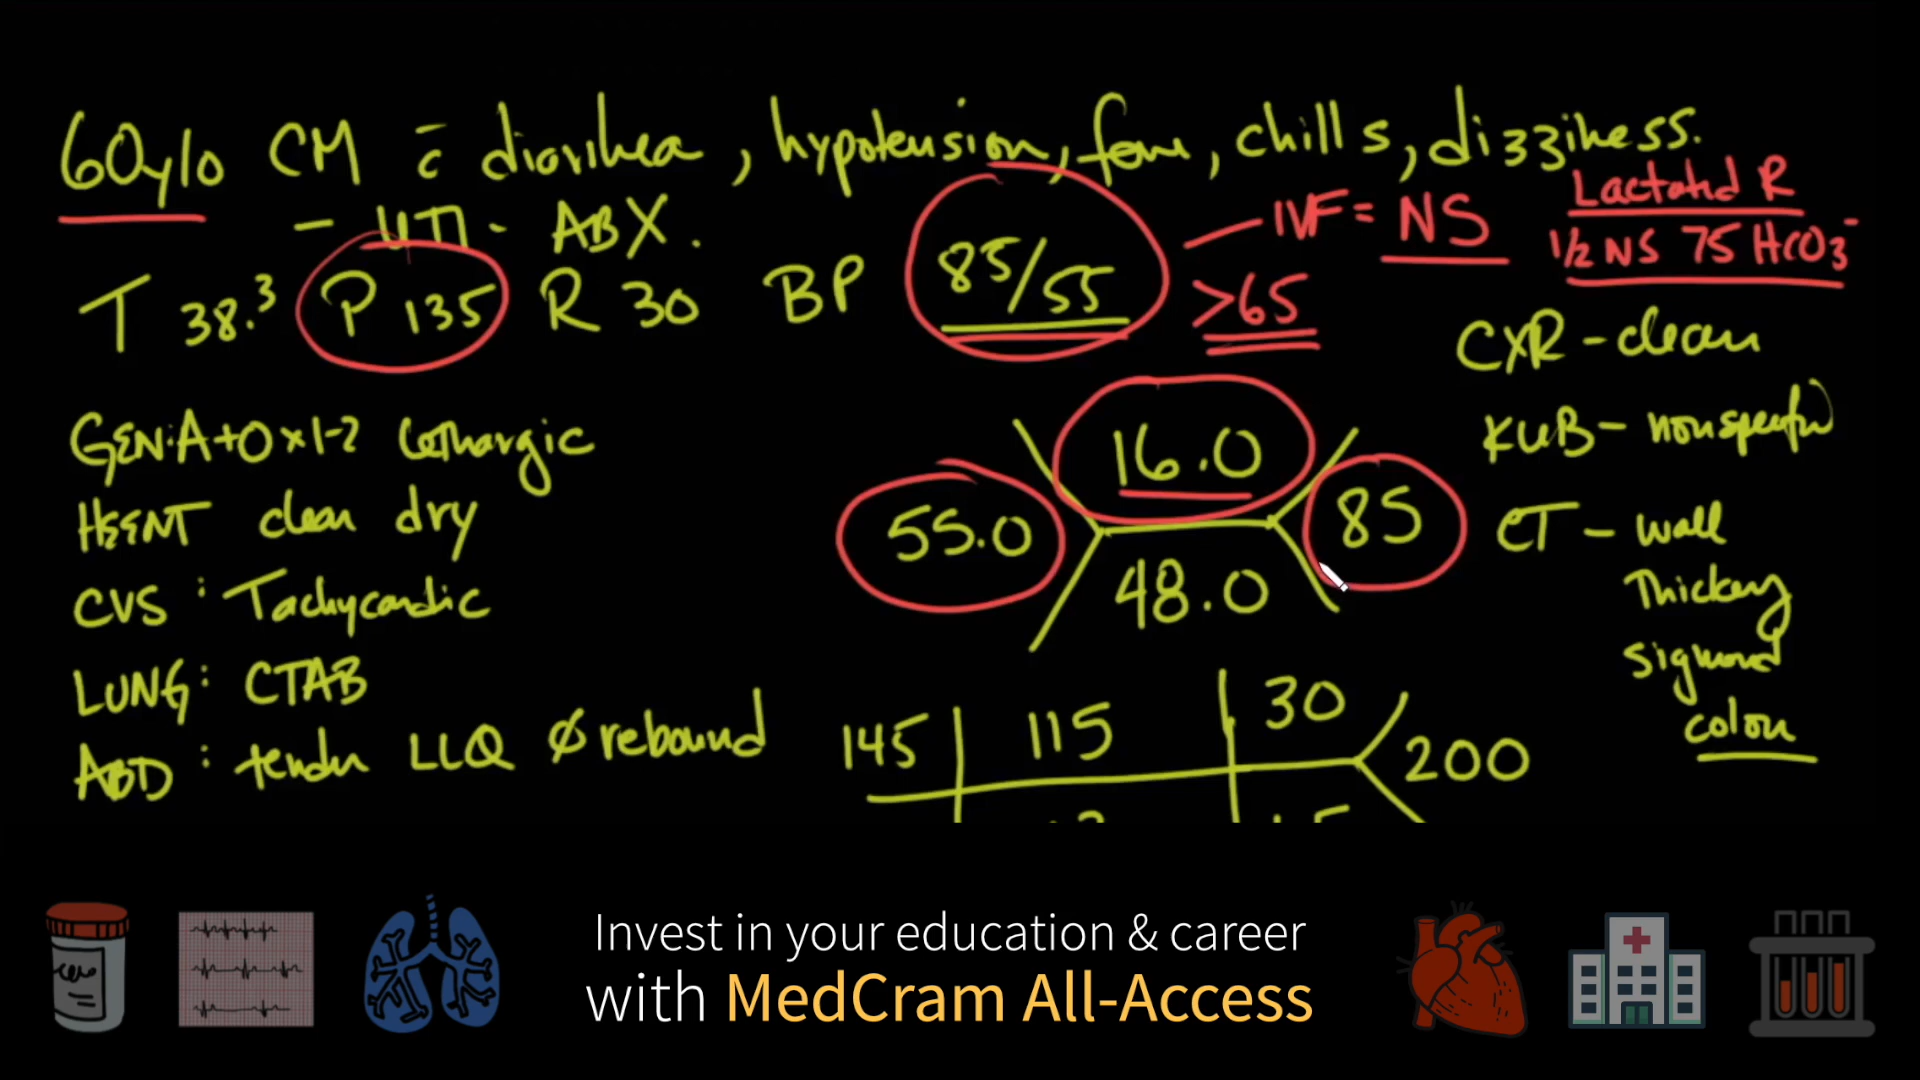 60y/o CM c̄ diarrhea, hypotension, fever, chills, dizziness.
- UTI - ABX.
IVF = NS
Lactated R
1/2 NS 75 HCO3-
T 38.3 P 135 R 30 BP 85/55
>65
CXR - clear
GEN: A+O x 1-2 lethargic
16.0
KUB - nonspecific
HEENT clear dry
55.0
85
CT - wall
48.0
Thickening
CVS: Tachycardic
sigmoid
LUNG: CTAB
colon
ABD: tender LLQ ∅ rebound
145 115 30
200
Invest in your education & career
with MedCram All-Access